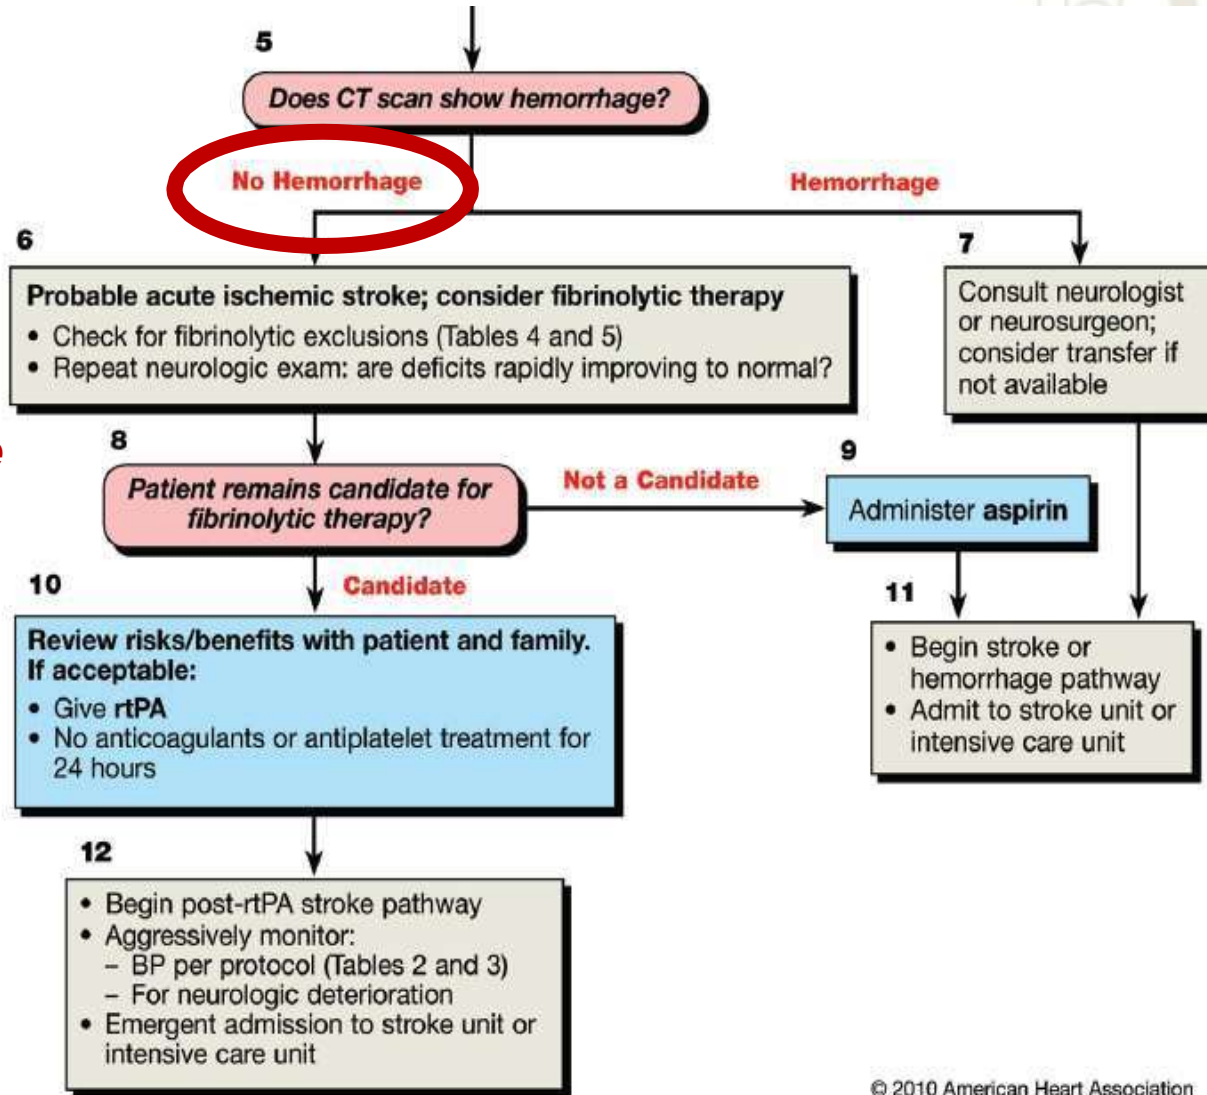 5
Does CT scan show hemorrhage?
No Hemorrhage
Hemorrhage
6
Probable acute ischemic stroke; consider fibrinolytic therapy
• Check for fibrinolytic exclusions (Tables 4 and 5)
• Repeat neurologic exam: are deficits rapidly improving to normal?
7
Consult neurologist
or neurosurgeon;
consider transfer if
not available
8
Patient remains candidate for
fibrinolytic therapy?
Not a Candidate
9
Administer aspirin
Candidate
10
Review risks/benefits with patient and family.
If acceptable:
• Give rtPA
• No anticoagulants or antiplatelet treatment for
24 hours
11
• Begin stroke or
hemorrhage pathway
• Admit to stroke unit or
intensive care unit
12
• Begin post-rtPA stroke pathway
• Aggressively monitor:
– BP per protocol (Tables 2 and 3)
– For neurologic deterioration
• Emergent admission to stroke unit or
intensive care unit
© 2010 American Heart Association